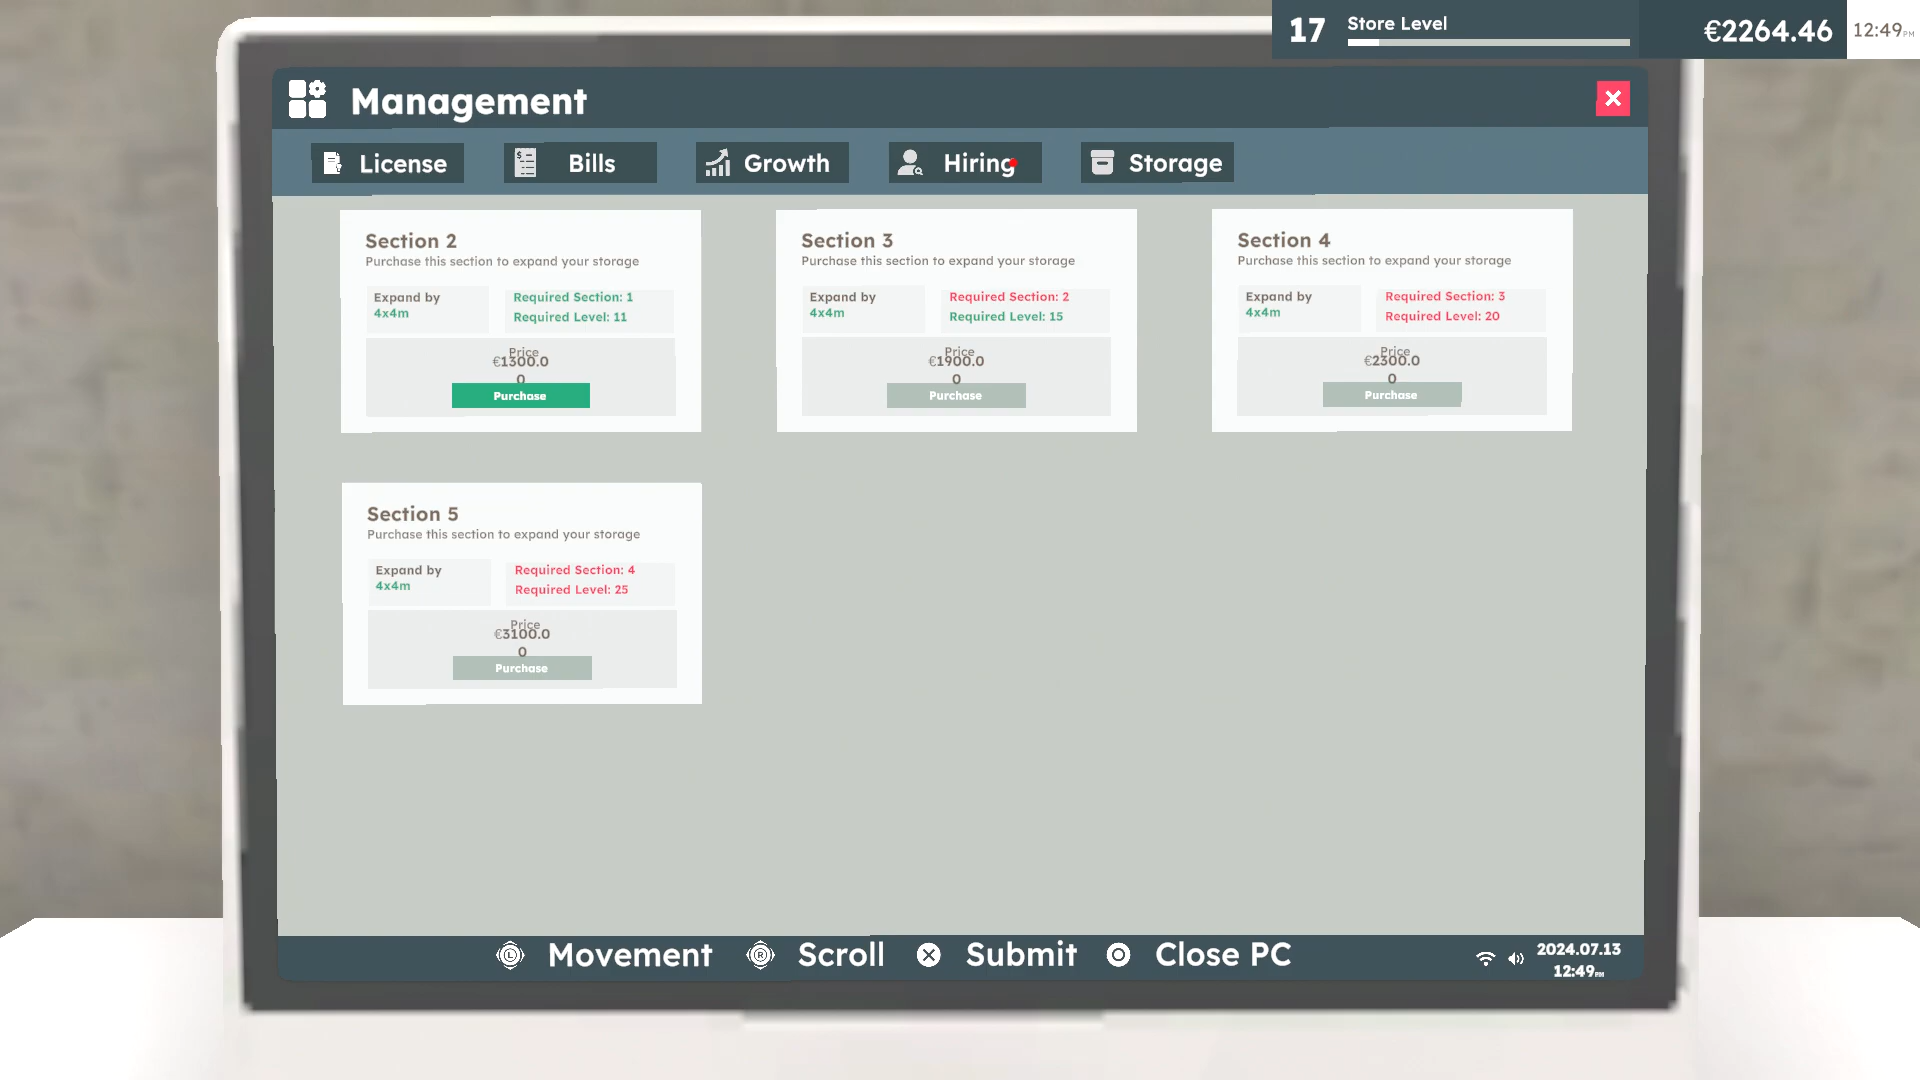 17 Store Level €2264.46 12:49PM
Management
License Bills Growth Hiring Storage
Section 2
Purchase this section to expand your storage
Expand by
4x4m
Required Section: 1
Required Level: 11
Price
€1300.0
0
Purchase
Section 3
Purchase this section to expand your storage
Expand by
4x4m
Required Section: 2
Required Level: 15
Price
€1900.0
0
Purchase
Section 4
Purchase this section to expand your storage
Expand by
4x4m
Required Section: 3
Required Level: 20
Price
€2300.0
0
Purchase
Section 5
Purchase this section to expand your storage
Expand by
4x4m
Required Section: 4
Required Level: 25
Price
€3100.0
0
Purchase
L Movement R Scroll Submit Close PC
2024.07.13
12:49PM